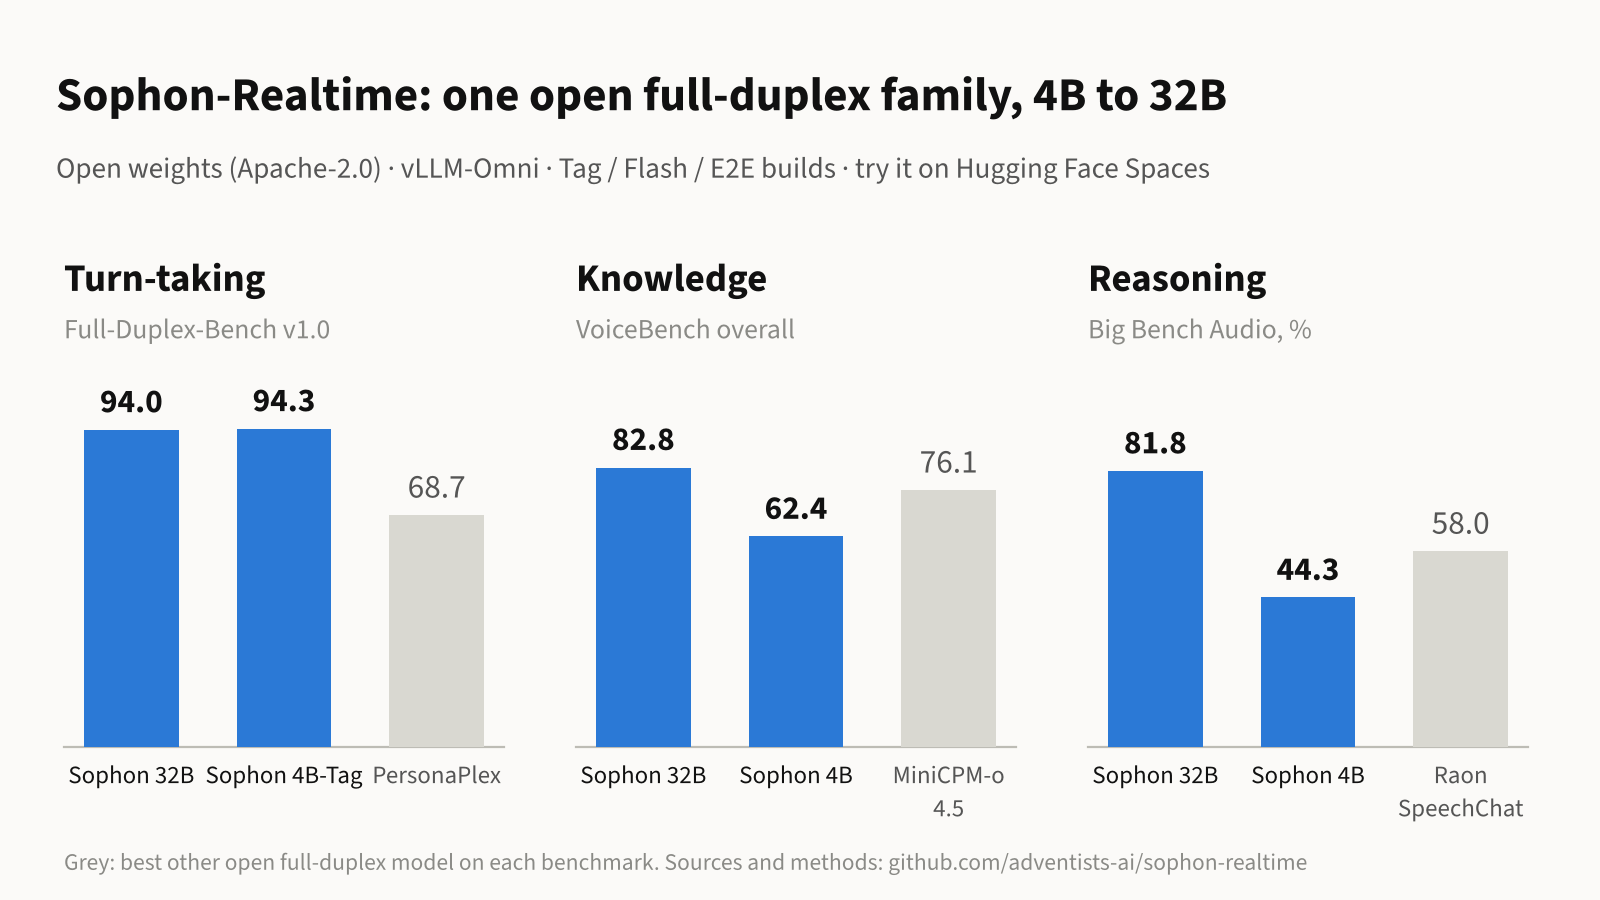 Sophon-Realtime: one open full-duplex family, 4B to 32B
Open weights (Apache-2.0) · vLLM-Omni · Tag / Flash / E2E builds · try it on Hugging Face Spaces
Turn-taking
Full-Duplex-Bench v1.0
94.0
94.3
68.7
Sophon 32B
Sophon 4B-Tag
PersonaPlex
Knowledge
VoiceBench overall
82.8
62.4
76.1
Sophon 32B
Sophon 4B
MiniCPM-o
4.5
Reasoning
Big Bench Audio, %
81.8
44.3
58.0
Sophon 32B
Sophon 4B
Raon
SpeechChat
Grey: best other open full-duplex model on each benchmark. Sources and methods: github.com/adventists-ai/sophon-realtime